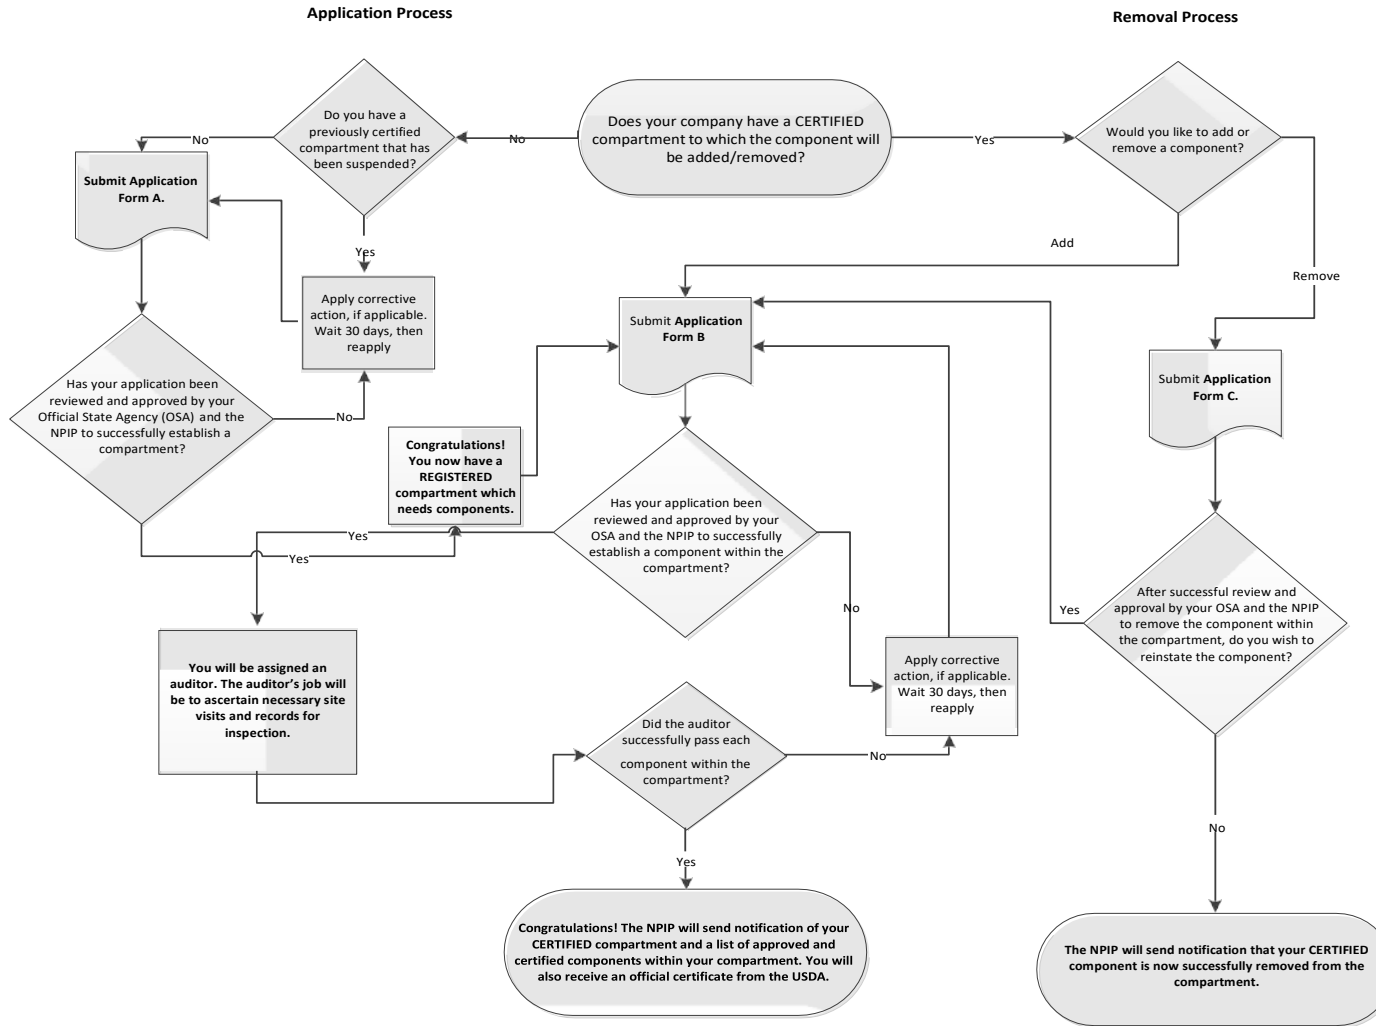 Application Process
Removal Process
Does your company have a CERTIFIED
compartment to which the component will
be added/removed?
No
Yes
Do you have a
previously certified
compartment that has
been suspended?
No
Yes
Submit Application
Form A.
Apply corrective
action, if applicable.
Wait 30 days, then
reapply
Has your application been
reviewed and approved by your
Official State Agency (OSA) and the
NPIP to successfully establish a
compartment?
No
Yes
Congratulations!
You now have a
REGISTERED
compartment which
needs components.
Would you like to add or
remove a component?
Add
Remove
Submit Application
Form B
Has your application been
reviewed and approved by your
OSA and the NPIP to successfully
establish a component within the
compartment?
Yes
No
You will be assigned an
auditor. The auditor’s job will
be to ascertain necessary site
visits and records for
inspection.
Apply corrective
action, if applicable.
Wait 30 days, then
reapply
Did the auditor
successfully pass each
component within the
compartment?
No
Yes
Congratulations! The NPIP will send notification of your
CERTIFIED compartment and a list of approved and
certified components within your compartment. You will
also receive an official certificate from the USDA.
Submit Application
Form C.
After successful review and
approval by your OSA and the NPIP
to remove the component within
the compartment, do you wish to
reinstate the component?
Yes
No
The NPIP will send notification that your CERTIFIED
component is now successfully removed from the
compartment.